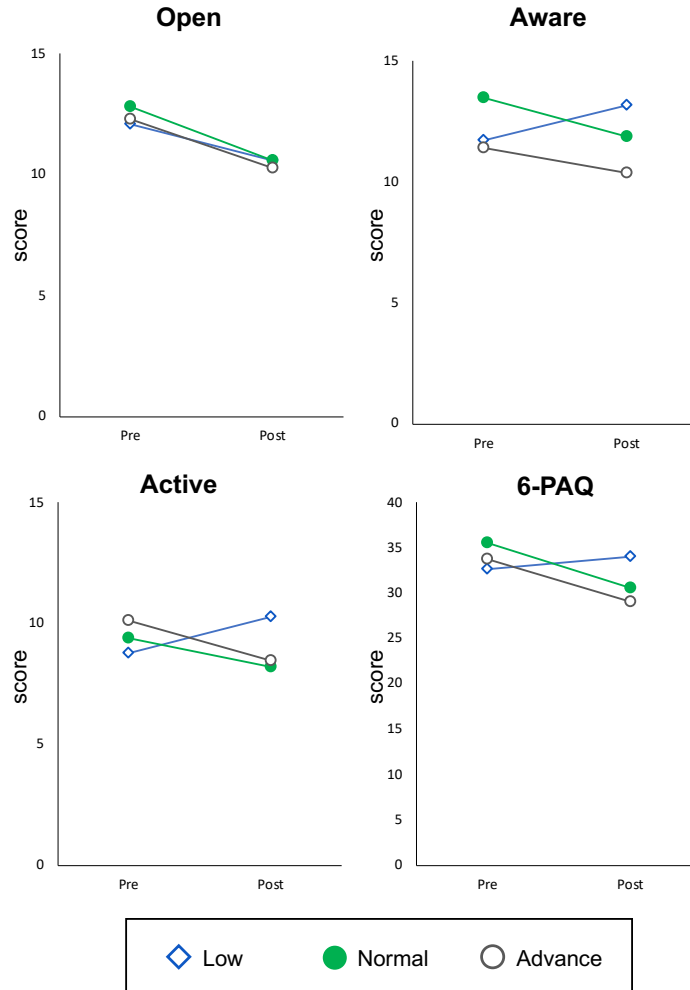 Open
15
10
5
0
score
Pre
Post
Aware
15
10
5
0
score
Pre
Post
Active
15
10
5
0
score
Pre
Post
6-PAQ
40
35
30
25
20
15
10
5
0
score
Pre
Post
Low
Normal
Advance